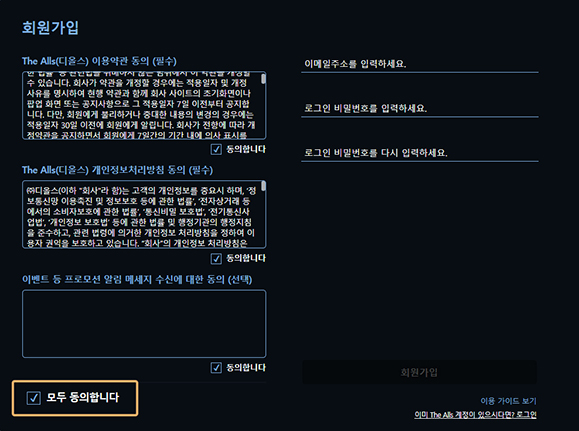 회원가입
The Alls(디올스) 이용약관 동의 (필수)
수 있습니다. 회사가 약관을 개정할 경우에는 적용일자 및 개정
사유를 명시하여 현행 약관과 함께 회사 사이트의 초기화면이나
팝업 화면 또는 공지사항으로 그 적용일자 7일 이전부터 공지합
니다. 다만, 회원에게 불리하거나 중대한 내용의 변경의 경우에는
적용일자 30일 이전에 회원에게 알립니다. 회사가 전항에 따라 개
정약관을 공지하면서 회원에게 7일간의 기간 내에 의사 표시를
동의합니다
The Alls(디올스) 개인정보처리방침 동의 (필수)
㈜디올스(이하 "회사"라 함)는 고객의 개인정보를 중요시 하며, '정
보통신망 이용촉진 및 정보보호 등에 관한 법률', '전자상거래 등
에서의 소비자보호에 관한 법률', '통신비밀 보호법', '전기통신사
업법', '개인정보 보호법' 등에 관한 법률 및 행정기관의 행정지침
을 준수하고, 관련 법령에 의거한 개인정보 처리방침을 정하여 이
용자 권익을 보호하고 있습니다. "회사"의 개인정보 처리방침은
동의합니다
이벤트 등 프로모션 알림 메세지 수신에 대한 동의 (선택)
동의합니다
모두 동의합니다
이메일주소를 입력하세요.
로그인 비밀번호를 입력하세요.
로그인 비밀번호를 다시 입력하세요.
회원가입
이용 가이드 보기
이미 The Alls 계정이 있으시다면? 로그인